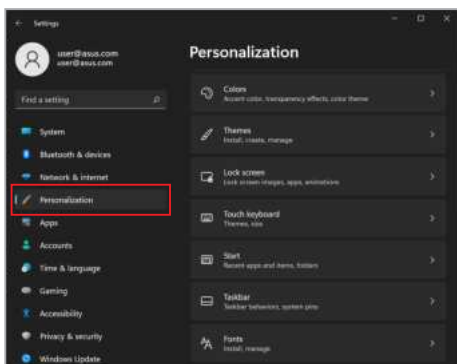 Settings
user@asus.com
user@asus.com
Find a setting
System
Bluetooth & devices
Network & internet
Personalization
Apps
Accounts
Time & language
Gaming
Accessibility
Privacy & security
Windows Update
Personalization
Colors
Accent color, transparency effects, color theme
Themes
Install, create, manage
Lock screen
Lock screen images, apps, animations
Touch keyboard
Themes, size
Start
Recent apps and items, folders
Taskbar
Taskbar behaviors, system pins
Fonts
Install, manage